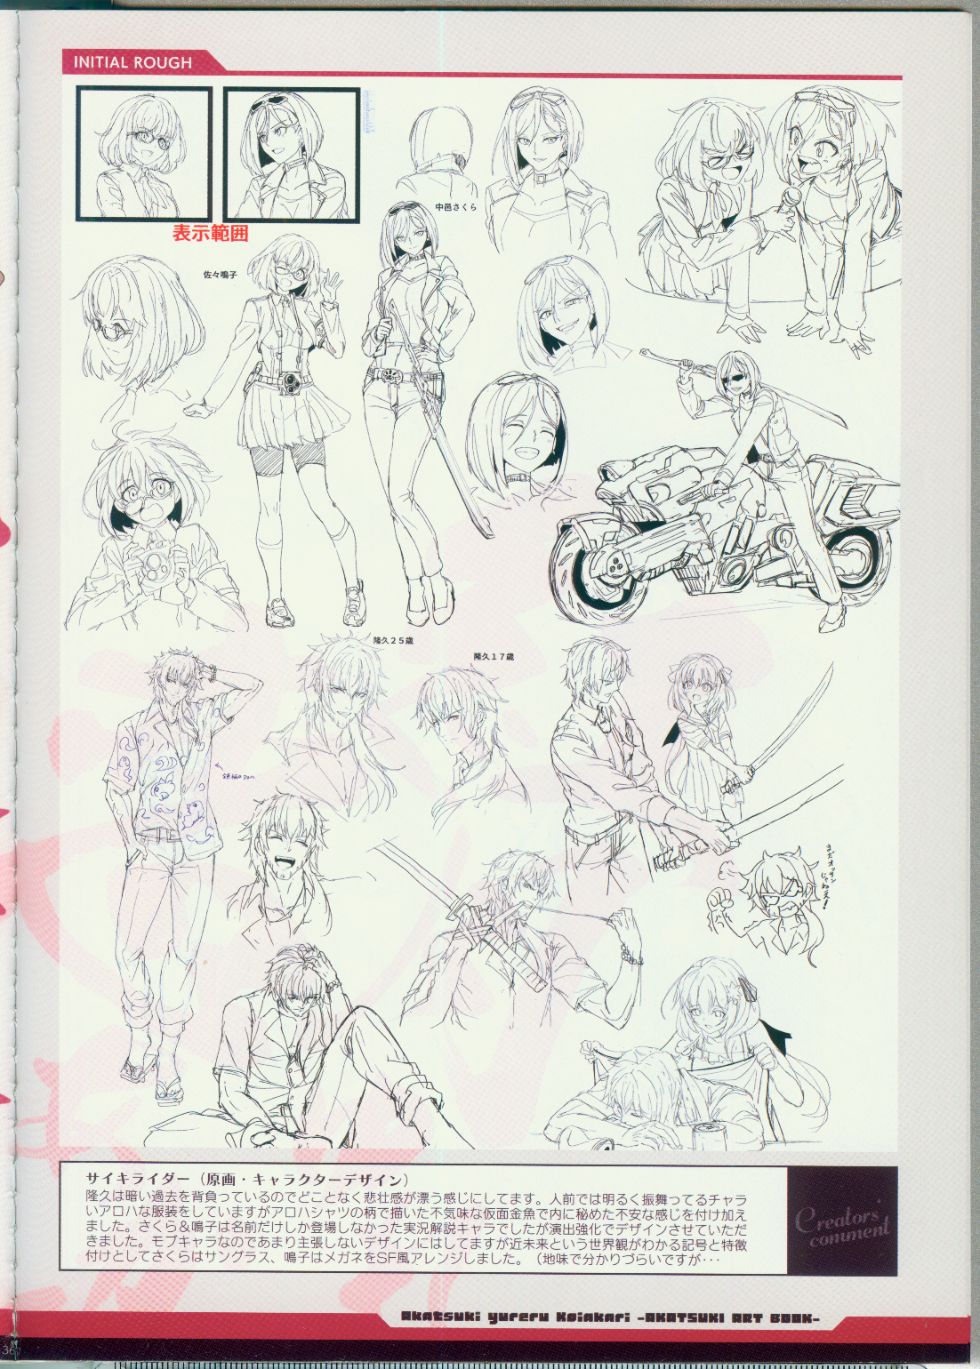 INITIAL ROUGH
表示範囲
中邑さくら
佐々鳴子
隆久25歳
隆久17歳
まだオッサン
じゃねえ!
サイキライダー（原画・キャラクターデザイン）
隆久は暗い過去を背負っているのでどことなく悲壮感が漂う感じにしてます。人前では明るく振舞ってるチャラ
いアロハな服装をしていますがアロハシャツの柄で描いた不気味な仮面金魚で内に秘めた不安な感じを付け加え
ました。さくら＆鳴子は名前だけしか登場しなかった実況解説キャラでしたが演出強化でデザインさせていただ
きました。モブキャラなのであまり主張しないデザインにはしてますが近未来という世界観がわかる記号と特徴
付けとしてさくらはサングラス、鳴子はメガネをSF風アレンジしました。（地味で分かりづらいですが･･･
Creators
comment
Akatsuki yureru Koiakari -AKATSUKI ART BOOK-
36